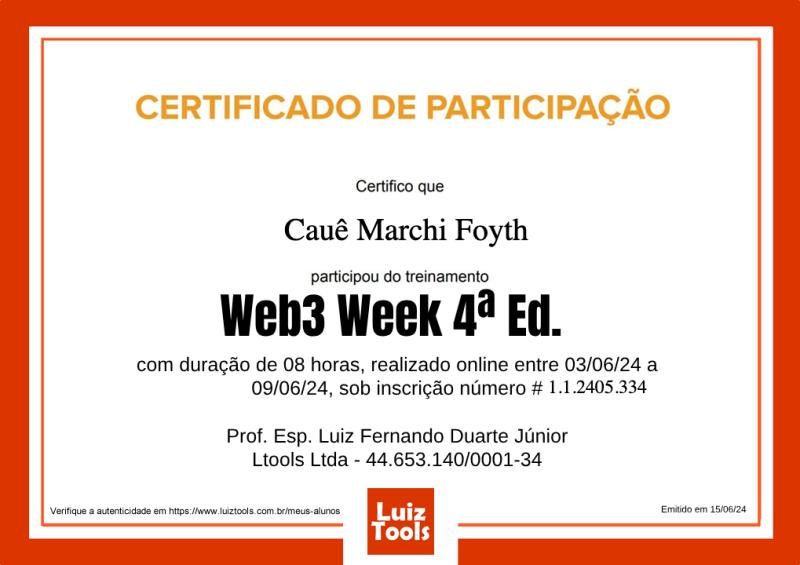 CERTIFICADO DE PARTICIPAÇÃO
Certifico que
Cauê Marchi Foyth
participou do treinamento
Web3 Week 4ª Ed.
com duração de 08 horas, realizado online entre 03/06/24 a
09/06/24, sob inscrição número # 1.1.2405.334
Prof. Esp. Luiz Fernando Duarte Júnior
Ltools Ltda - 44.653.140/0001-34
Verifique a autenticidade em https://www.luiztools.com.br/meus-alunos
Luiz
Tools
Emitido em 15/06/24